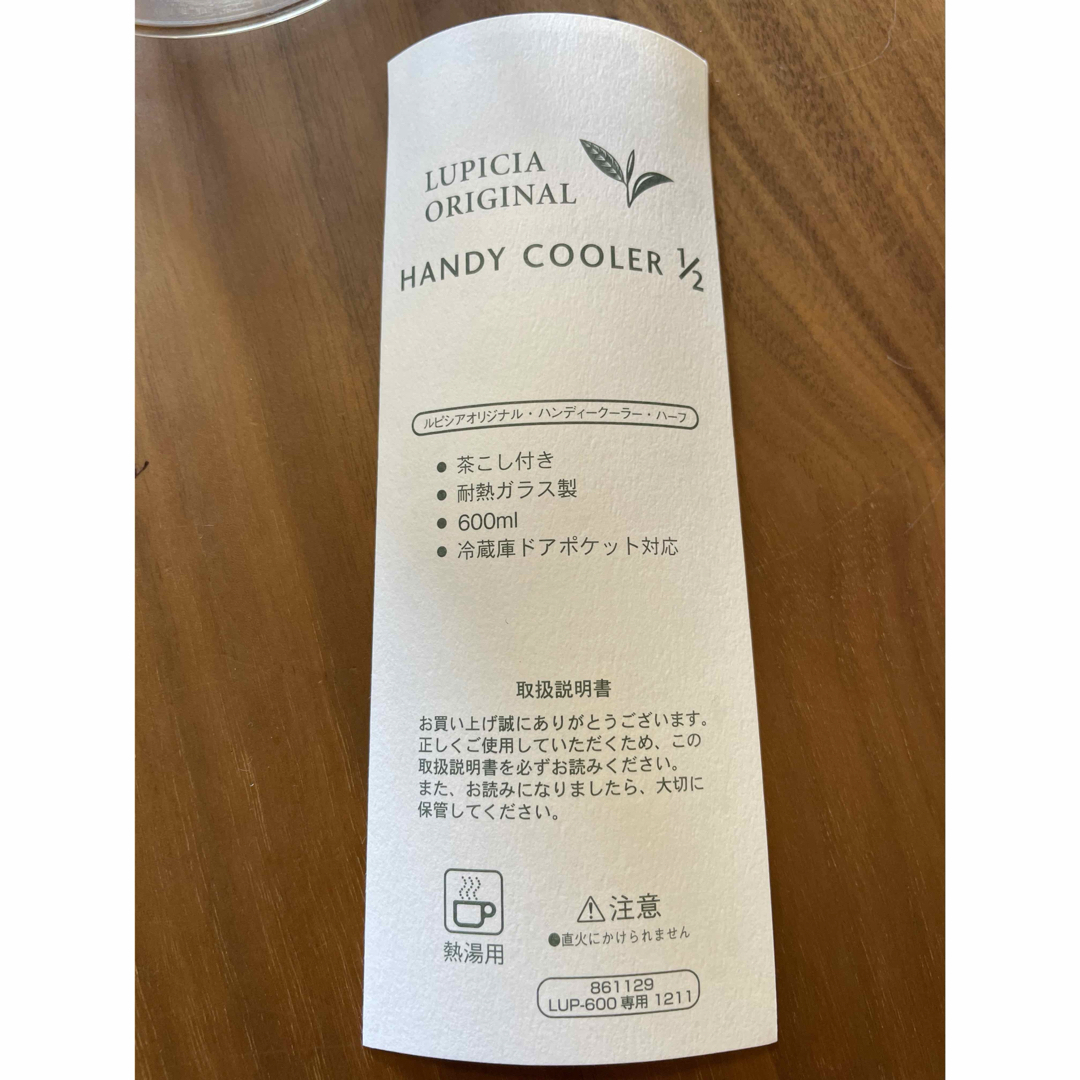 LUPICIA
ORIGINAL
HANDY COOLER ½
ルピシアオリジナル・ハンディークーラー・ハーフ
● 茶こし付き
● 耐熱ガラス製
● 600ml
● 冷蔵庫ドアポケット対応
取扱説明書
お買い上げ誠にありがとうございます。
正しくご使用していただくため、この
取扱説明書を必ずお読みください。
また、お読みになりましたら、大切に
保管してください。
熱湯用
⚠注意
●直火にかけられません
861129
LUP-600専用 1211